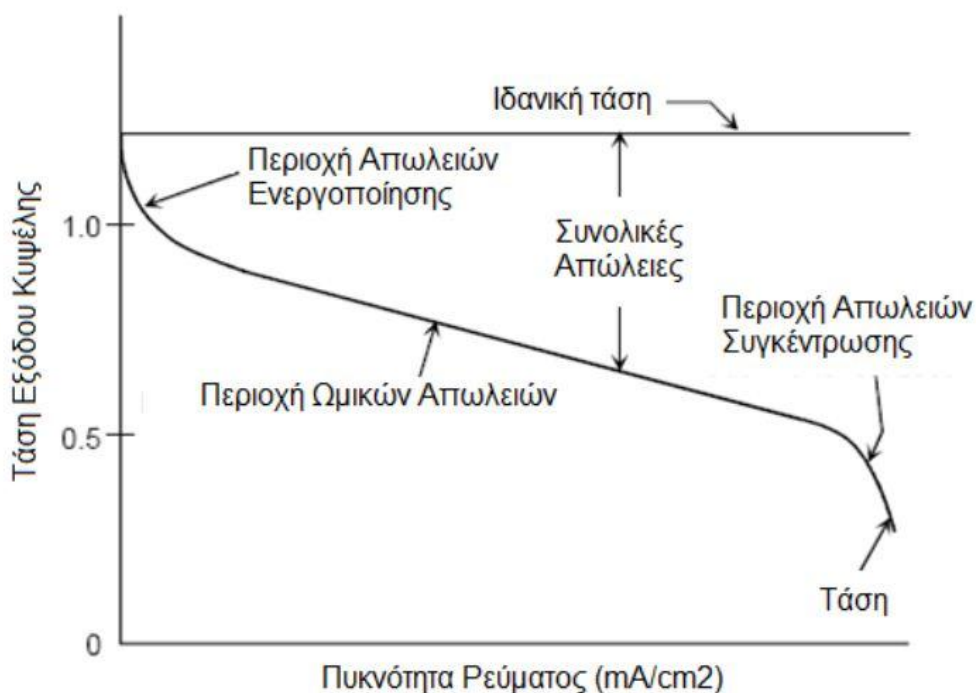 Ιδανική τάση
Περιοχή Απωλειών
Ενεργοποίησης
Τάση Εξόδου Κυψέλης
1.0
Συνολικές
Απώλειες
Περιοχή Απωλειών
Συγκέντρωσης
Περιοχή Ωμικών Απωλειών
0.5
Τάση
0
Πυκνότητα Ρεύματος (mA/cm2)